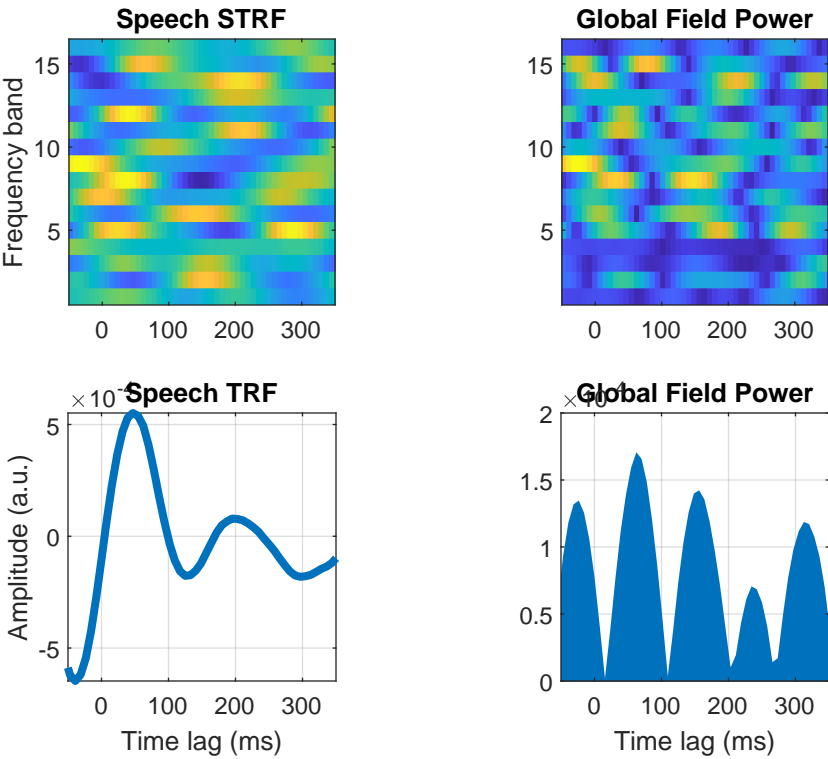 Speech STRF
Frequency band
15
10
5
0 100 200 300
Global Field Power
15
10
5
0 100 200 300
Speech TRF
×10
Amplitude (a.u.)
5
0
-5
0 100 200 300
Time lag (ms)
Global Field Power
2
1.5
1
0.5
0
0 100 200 300
Time lag (ms)